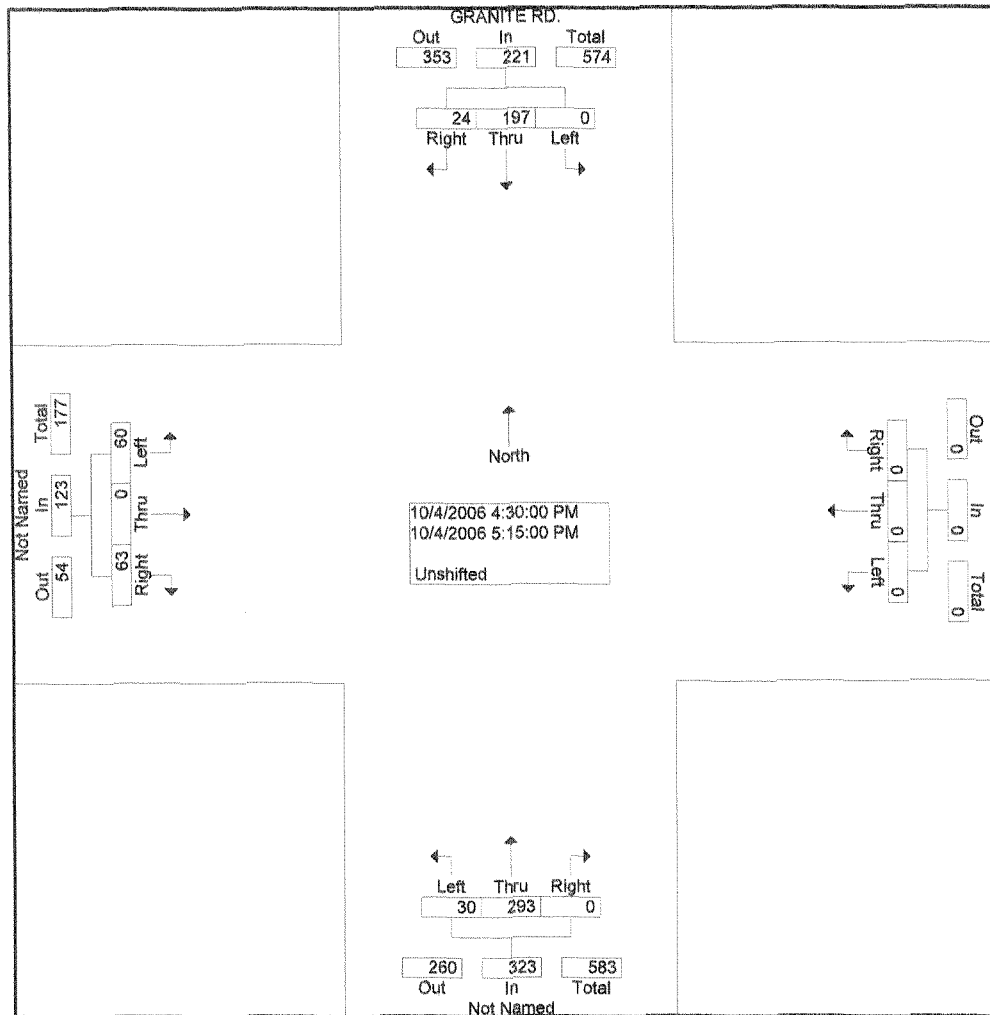 GRANITE RD.
Out In Total
353 221 574
24 197 0
Right Thru Left
Not Named
Total In Out
177 123 54
60 0 63
Left Thru Right
North
10/4/2006 4:30:00 PM
10/4/2006 5:15:00 PM
Unshifted
Right Thru Left
0 0 0
Out In Total
0 0 0
Left Thru Right
30 293 0
260 323 583
Out In Total
Not Named